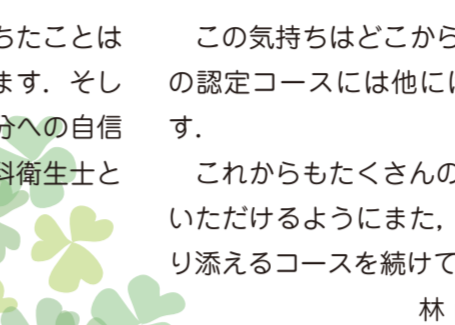 ちたことは
ます．そし
分への自信
科衛生士と
この気持ちはどこから
の認定コースには他に
す．
これからもたくさんの
いただけるようにまた，
り添えるコースを続けて
林